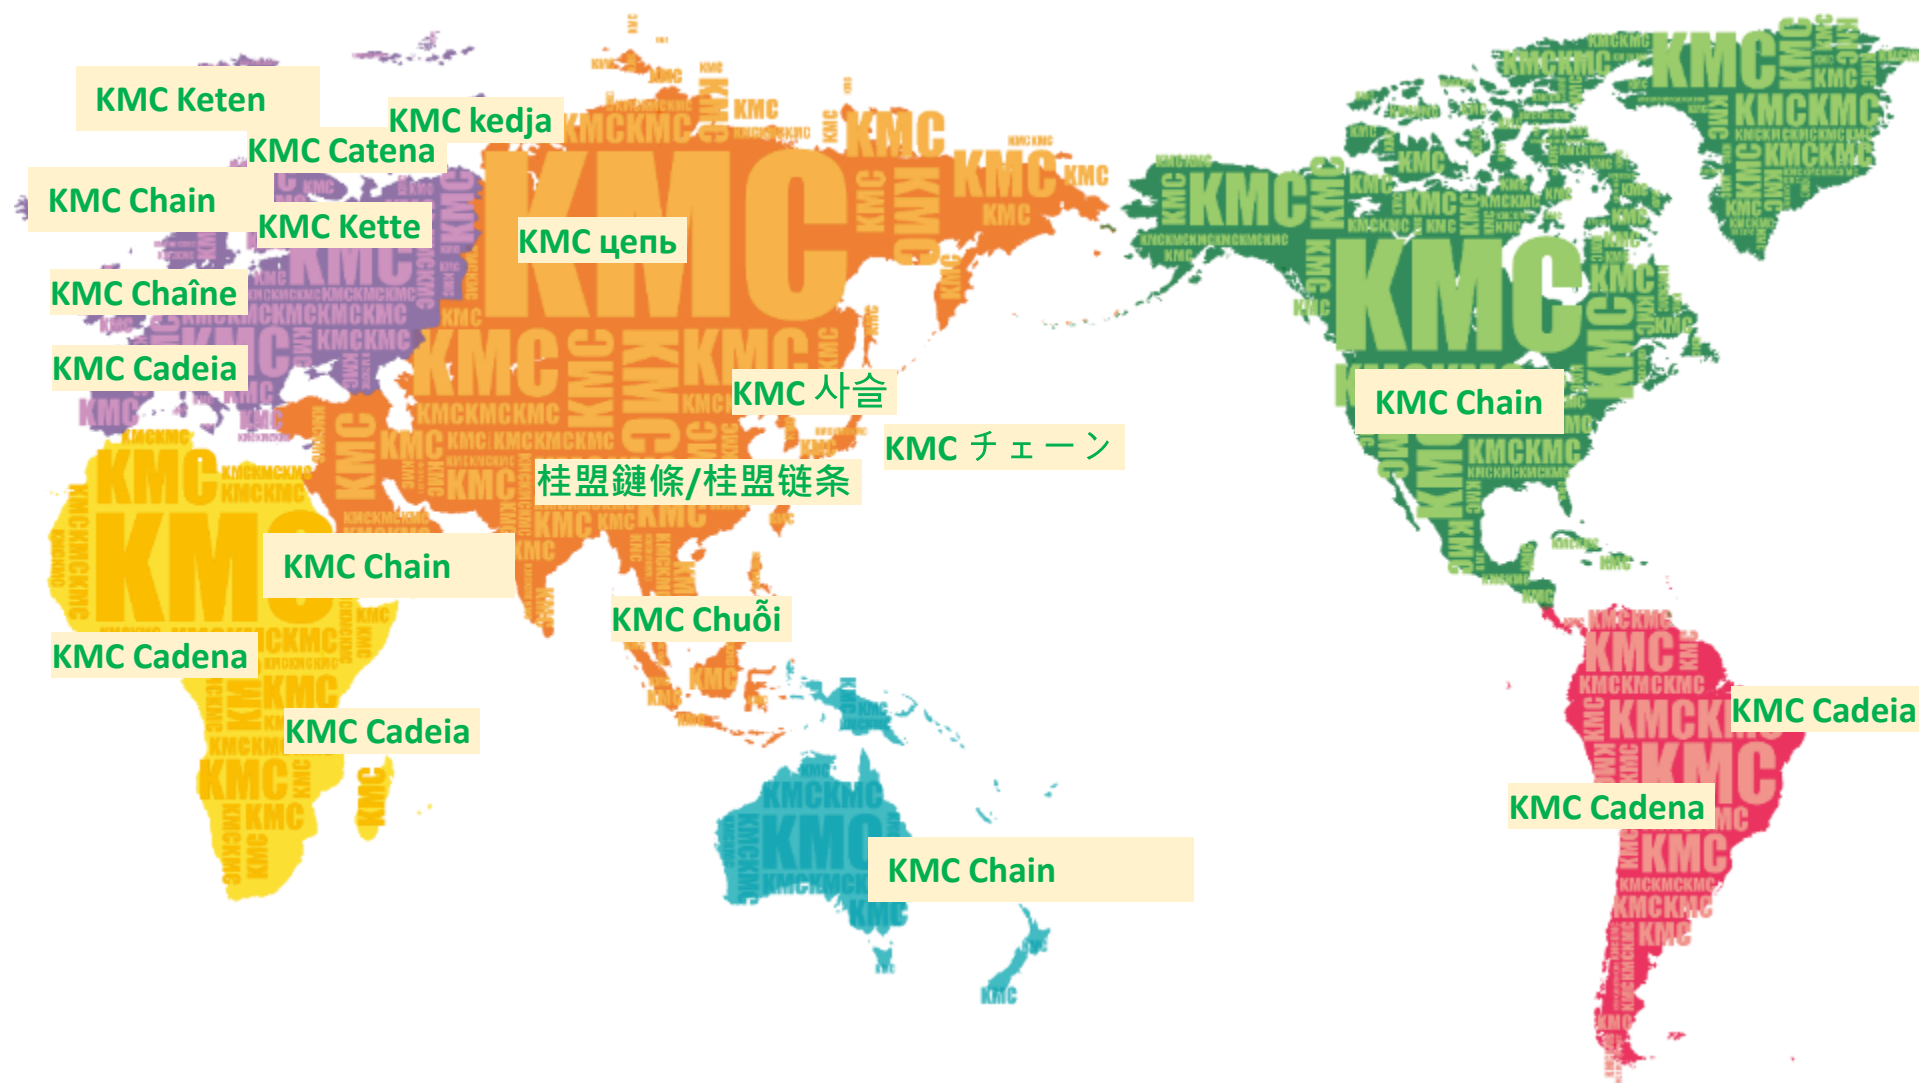 KMC Keten
KMC kedja
KMC Catena
KMC Chain
KMC Kette
KMC цепь
KMC Chaîne
KMC Cadeia
KMC 사슬
KMC Chain
KMC チェーン
桂盟鏈條/桂盟链条
KMC Chain
KMC Chuỗi
KMC Cadena
KMC Cadeia
KMC Cadeia
KMC Cadena
KMC Chain